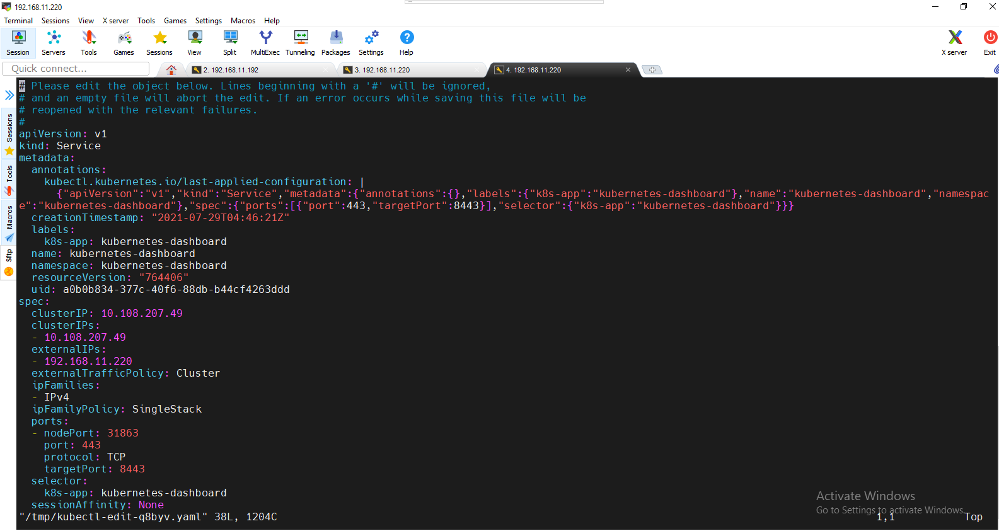 192.168.11.220
Terminal Sessions View X server Tools Games Settings Macros Help
Session Servers Tools Games Sessions View Split MultiExec Tunneling Packages Settings Help X server Exit
Quick connect... 2. 192.168.11.192 3. 192.168.11.220 4. 192.168.11.220
Sessions
Tools
Macros
Sftp
# Please edit the object below. Lines beginning with a '#' will be ignored,
# and an empty file will abort the edit. If an error occurs while saving this file will be
# reopened with the relevant failures.
#
apiVersion: v1
kind: Service
metadata:
  annotations:
    kubectl.kubernetes.io/last-applied-configuration: |
      {"apiVersion":"v1","kind":"Service","metadata":{"annotations":{},"labels":{"k8s-app":"kubernetes-dashboard"},"name":"kubernetes-dashboard","namespac
e":"kubernetes-dashboard"},"spec":{"ports":[{"port":443,"targetPort":8443}],"selector":{"k8s-app":"kubernetes-dashboard"}}}
  creationTimestamp: "2021-07-29T04:46:21Z"
  labels:
    k8s-app: kubernetes-dashboard
  name: kubernetes-dashboard
  namespace: kubernetes-dashboard
  resourceVersion: "764406"
  uid: a0b0b834-377c-40f6-88db-b44cf4263ddd
spec:
  clusterIP: 10.108.207.49
  clusterIPs:
  - 10.108.207.49
  externalIPs:
  - 192.168.11.220
  externalTrafficPolicy: Cluster
  ipFamilies:
  - IPv4
  ipFamilyPolicy: SingleStack
  ports:
  - nodePort: 31863
    port: 443
    protocol: TCP
    targetPort: 8443
  selector:
    k8s-app: kubernetes-dashboard
  sessionAffinity: None
"/tmp/kubectl-edit-q8byv.yaml" 38L, 1204C 1,1 Top
Activate Windows
Go to Settings to activate Windows.